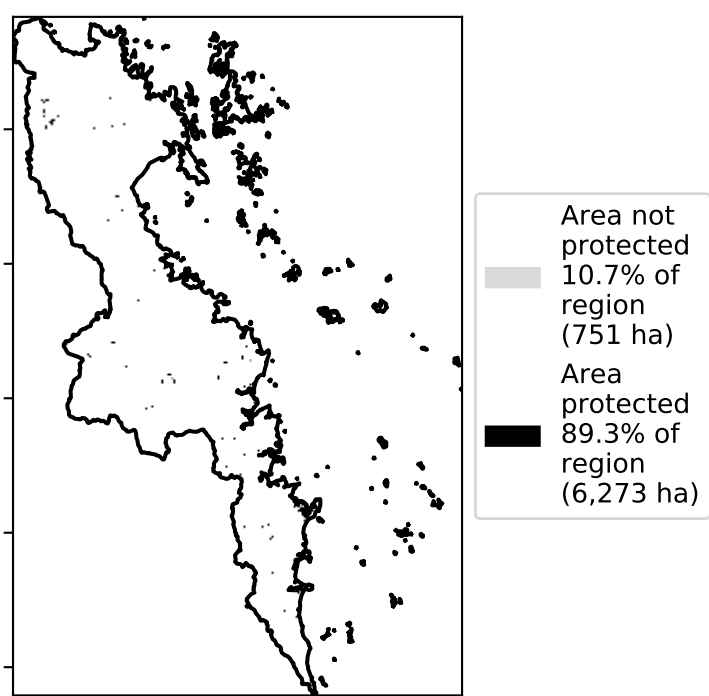 Area not
protected
10.7% of
region
(751 ha)
Area
protected
89.3% of
region
(6,273 ha)